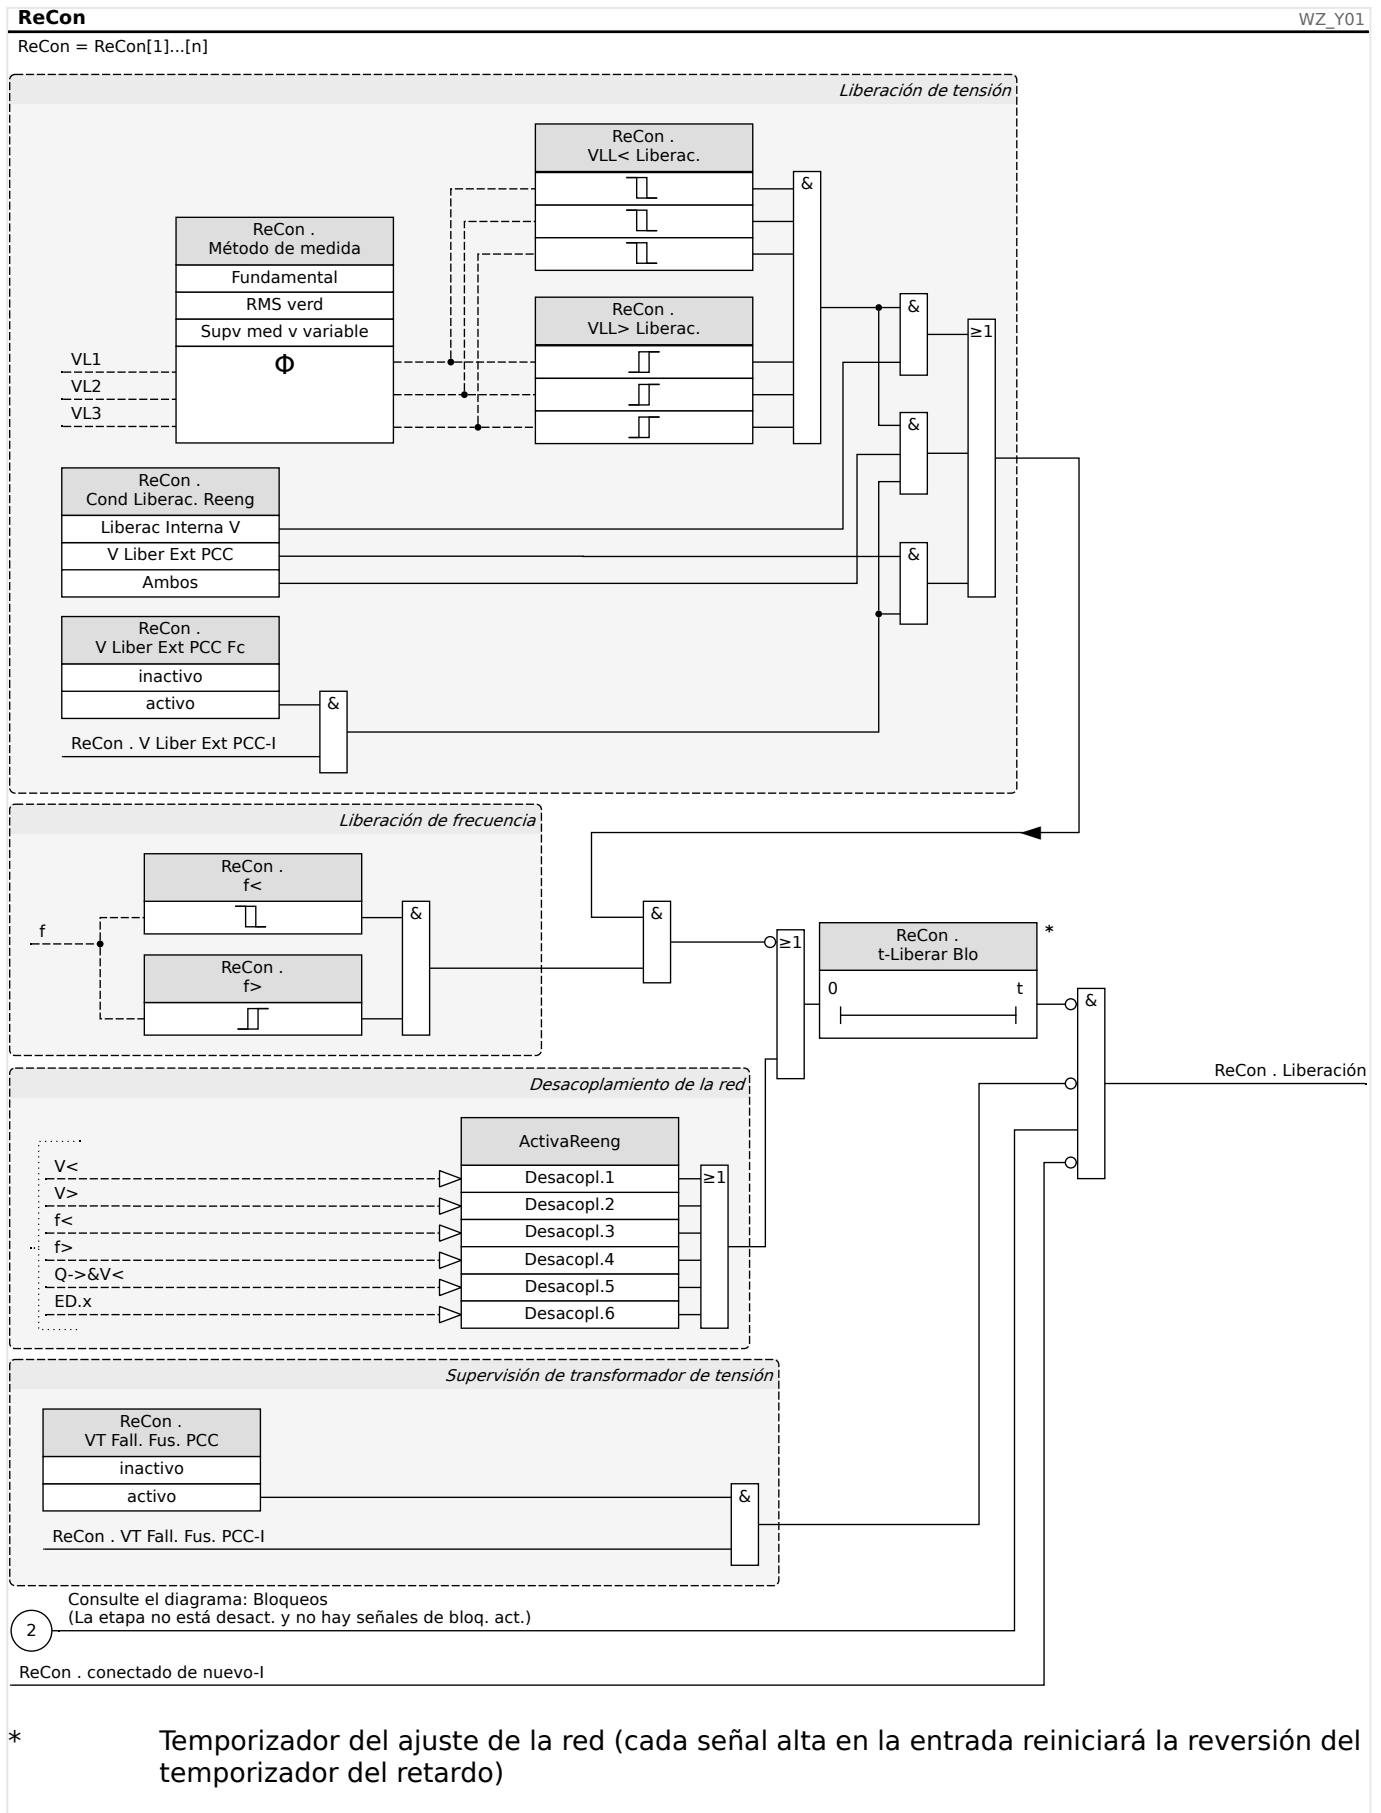 ReCon
WZ_Y01
ReCon = ReCon[1]...[n]
Liberación de tensión
ReCon .
VLL< Liberac.
&
ReCon .
Método de medida
Fundamental
RMS verd
Supv med v variable
Φ
VL1
VL2
VL3
ReCon .
VLL> Liberac.
&
≥1
&
ReCon .
Cond Liberac. Reeng
Liberac Interna V
V Liber Ext PCC
Ambos
&
ReCon .
V Liber Ext PCC Fc
inactivo
activo
&
ReCon . V Liber Ext PCC-I
Liberación de frecuencia
ReCon .
f<
f
ReCon .
f>
&
&
≥1
ReCon .
t-Liberar Blo
*
0 t
&
ReCon . Liberación
Desacoplamiento de la red
ActivaReeng
V<
Desacopl.1
≥1
V>
Desacopl.2
f<
Desacopl.3
f>
Desacopl.4
Q->&V<
Desacopl.5
ED.x
Desacopl.6
Supervisión de transformador de tensión
ReCon .
VT Fall. Fus. PCC
inactivo
activo
&
ReCon . VT Fall. Fus. PCC-I
Consulte el diagrama: Bloqueos
(La etapa no está desact. y no hay señales de bloq. act.)
2
ReCon . conectado de nuevo-I
* Temporizador del ajuste de la red (cada señal alta en la entrada reiniciará la reversión del
temporizador del retardo)